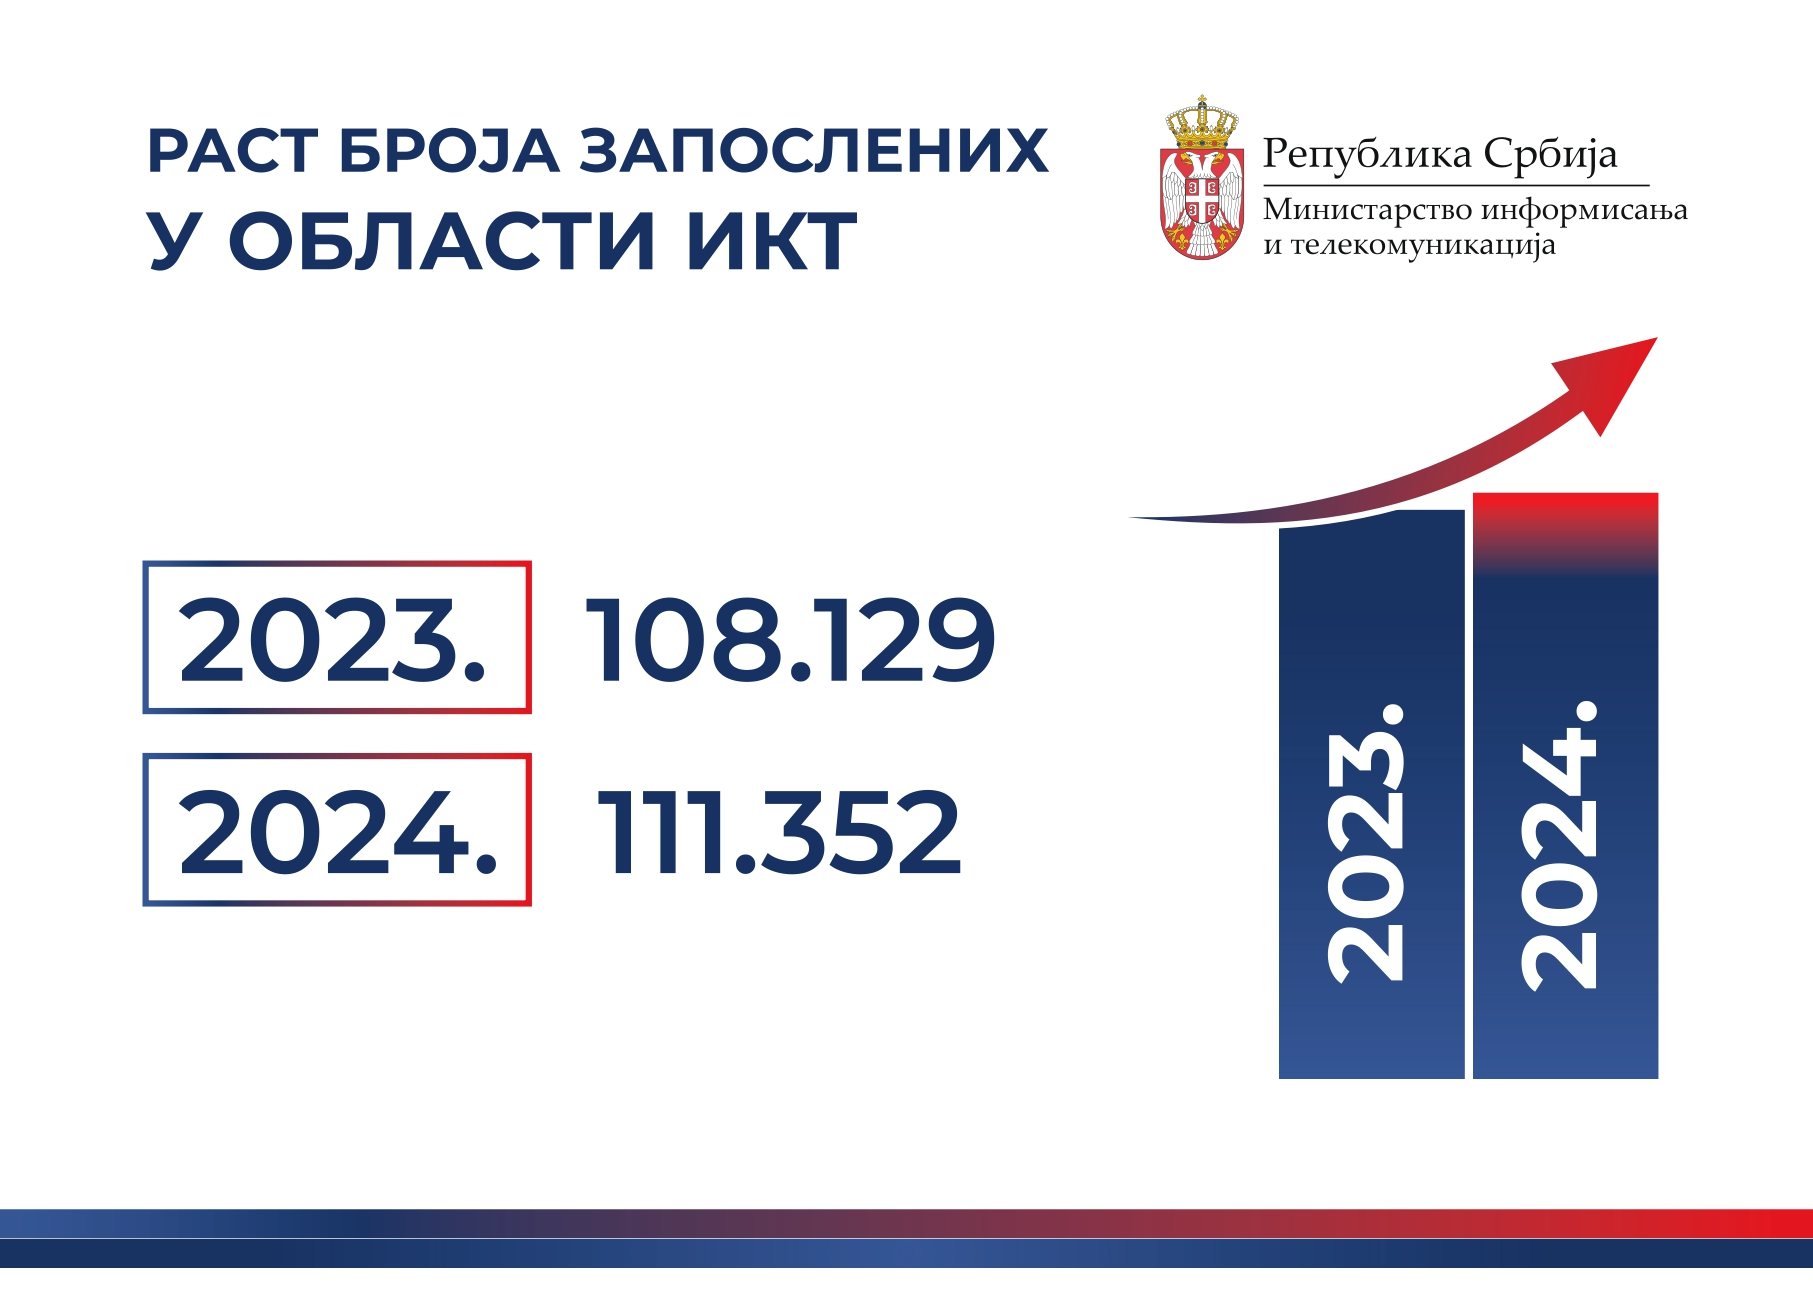 РАСТ БРОЈА ЗАПОСЛЕНИХ
У ОБЛАСТИ ИКТ
Република Србија
Министарство информисања
и телекомуникација
2023. 108.129
2024. 111.352
2023.
2024.